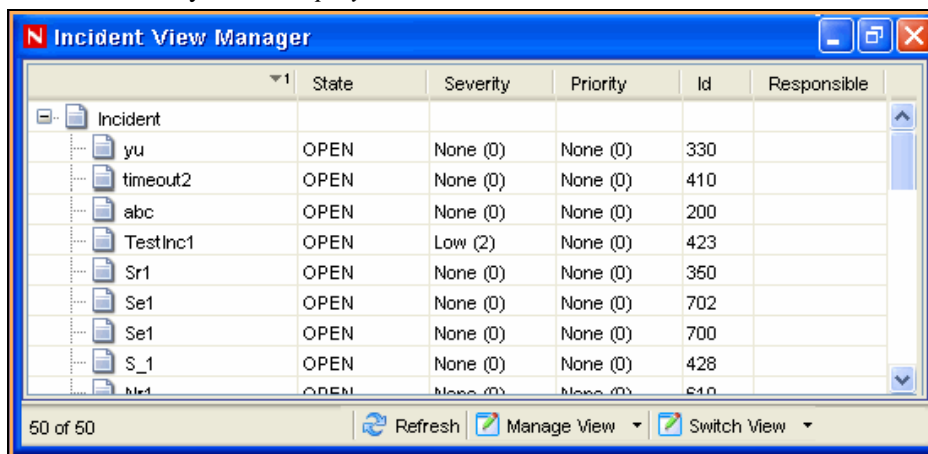 Incident View Manager
1 State Severity Priority Id Responsible
Incident
yu OPEN None (0) None (0) 330
timeout2 OPEN None (0) None (0) 410
abc OPEN None (0) None (0) 200
TestInc1 OPEN Low (2) None (0) 423
Sr1 OPEN None (0) None (0) 350
Se1 OPEN None (0) None (0) 702
Se1 OPEN None (0) None (0) 700
S_1 OPEN None (0) None (0) 428
50 of 50 Refresh Manage View Switch View